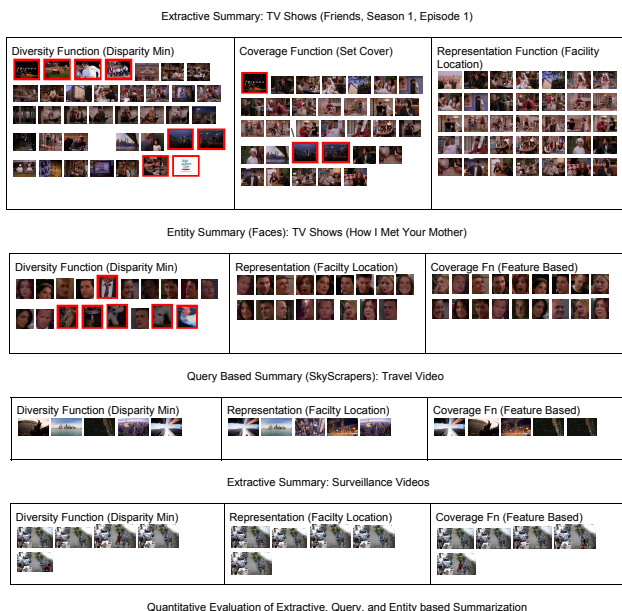 Extractive Summary: TV Shows (Friends, Season 1, Episode 1)
Diversity Function (Disparity Min)
Coverage Function (Set Cover)
Representation Function (Facility
Location)
Entity Summary (Faces): TV Shows (How I Met Your Mother)
Diversity Function (Disparity Min)
Representation (Facilty Location)
Coverage Fn (Feature Based)
Query Based Summary (SkyScrapers): Travel Video
Diversity Function (Disparity Min)
Representation (Facilty Location)
Coverage Fn (Feature Based)
Extractive Summary: Surveillance Videos
Diversity Function (Disparity Min)
Representation (Facilty Location)
Coverage Fn (Feature Based)
Quantitative Evaluation of Extractive, Query, and Entity based Summarization